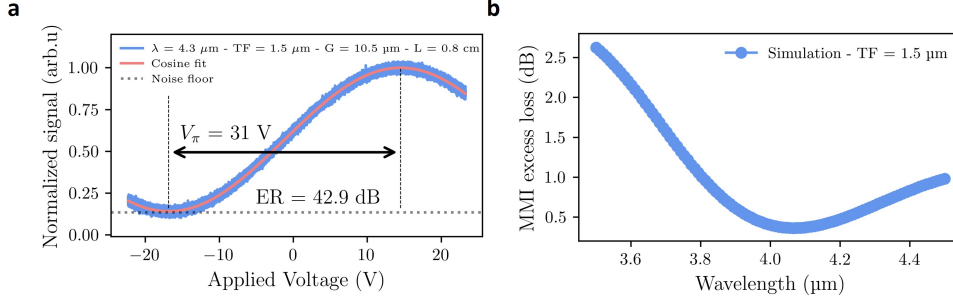 a
Normalized signal (arb.u)
1.00
0.75
0.50
0.25
0.00
λ = 4.3 μm - TF = 1.5 μm - G = 10.5 μm - L = 0.8 cm
Cosine fit
Noise floor
Vπ = 31 V
ER = 42.9 dB
−20 −10 0 10 20
Applied Voltage (V)
b
MMI excess loss (dB)
2.5
2.0
1.5
1.0
0.5
Simulation - TF = 1.5 μm
3.6 3.8 4.0 4.2 4.4
Wavelength (μm)